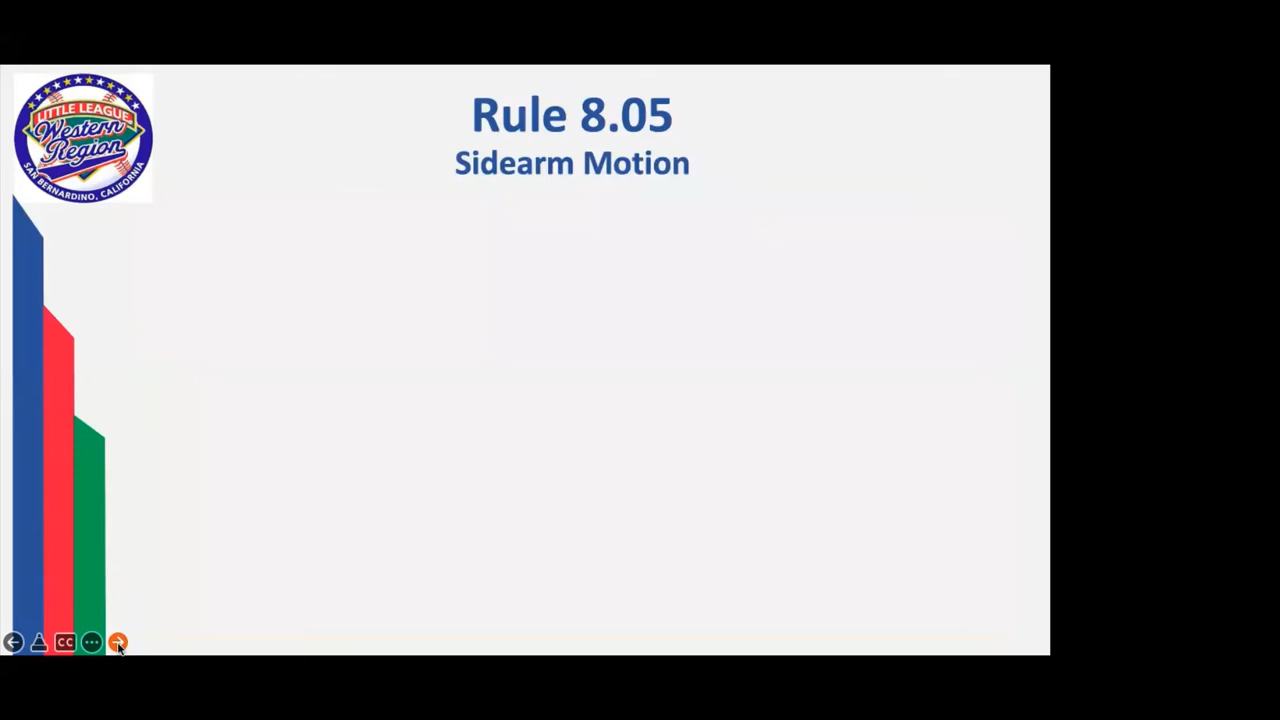 LITTLE LEAGUE
Western
Region
SAN BERNARDINO, CALIFORNIA
Rule 8.05
Sidearm Motion
CC